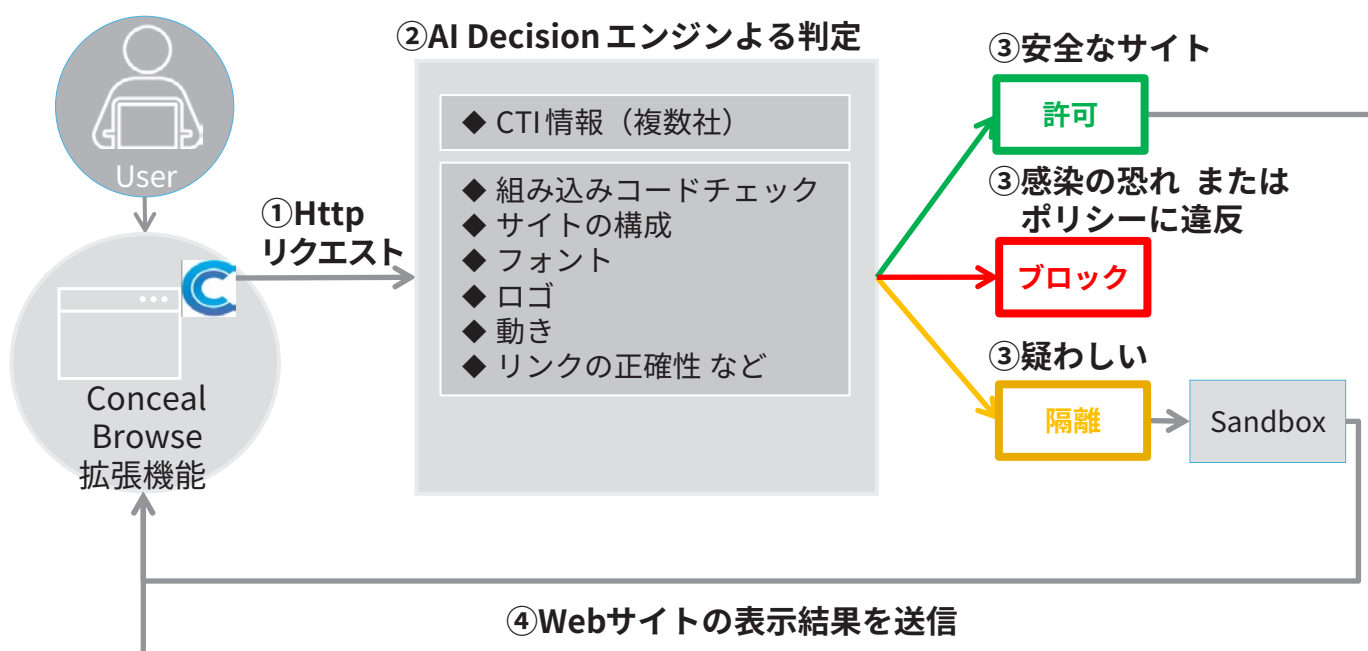 ②AI Decision エンジンよる判定
User
①Http
リクエスト
Conceal
Browse
拡張機能
◆ CTI 情報（複数社）
◆ 組み込みコードチェック
◆ サイトの構成
◆ フォント
◆ ロゴ
◆ 動き
◆ リンクの正確性 など
③安全なサイト
許可
③感染の恐れ または
ポリシーに違反
ブロック
③疑わしい
隔離
Sandbox
④Webサイトの表示結果を送信